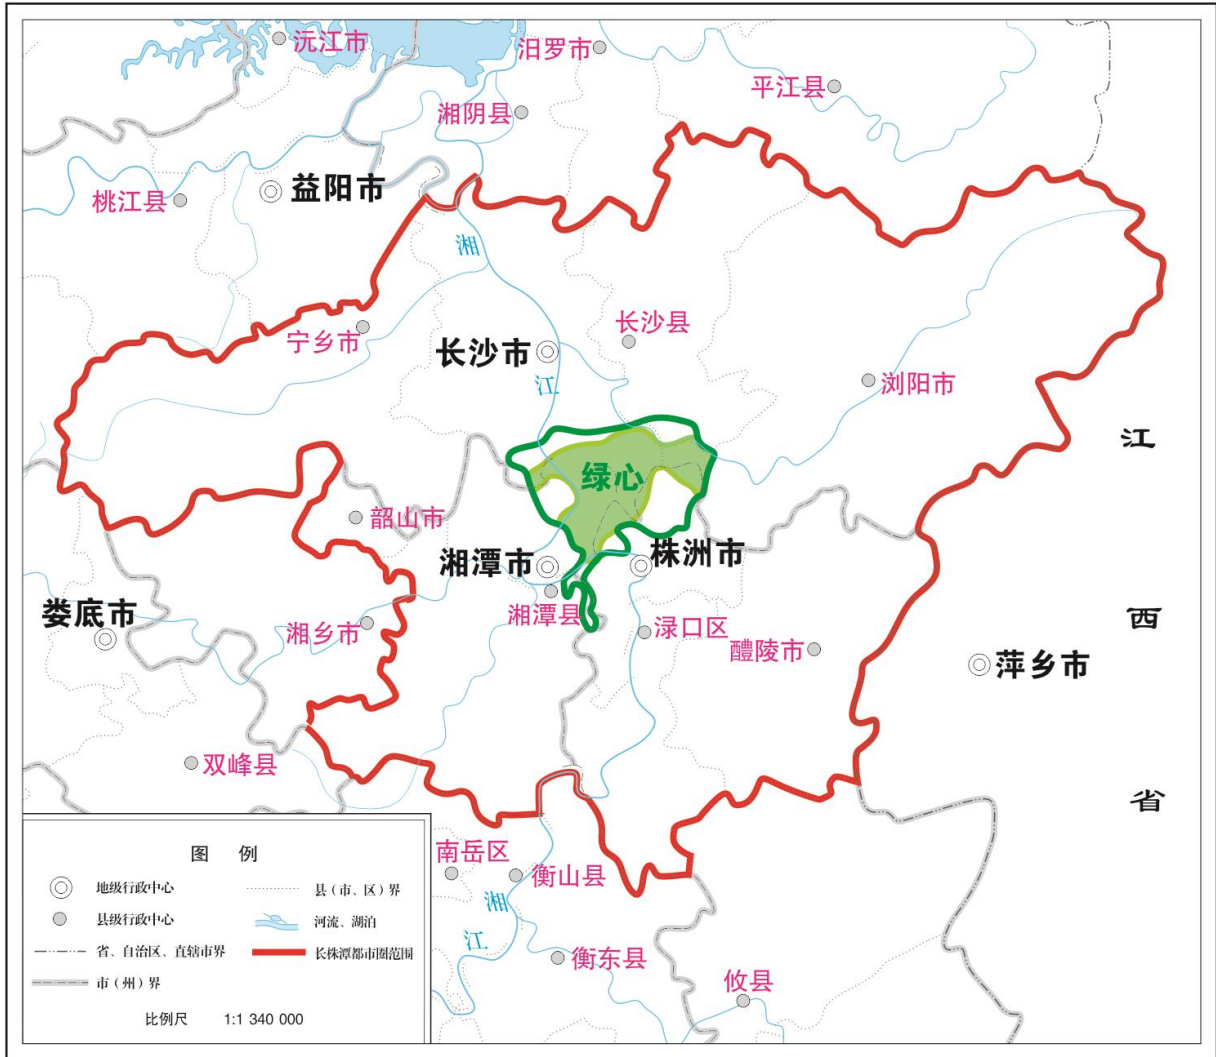 沅江市
汨罗市
平江县
湘阴县
桃江县
益阳市
湘
宁乡市
长沙市
长沙县
江
浏阳市
江
绿心
韶山市
湘潭市
株洲市
娄底市
湘潭县
湘乡市
渌口区
西
醴陵市
萍乡市
双峰县
省
南岳区
衡山县
湘
江
衡东县
攸县
图 例
地级行政中心
县(市、区)界
县级行政中心
河流、湖泊
省、自治区、直辖市界
长株潭都市圈范围
市(州)界
比例尺 1:1 340 000